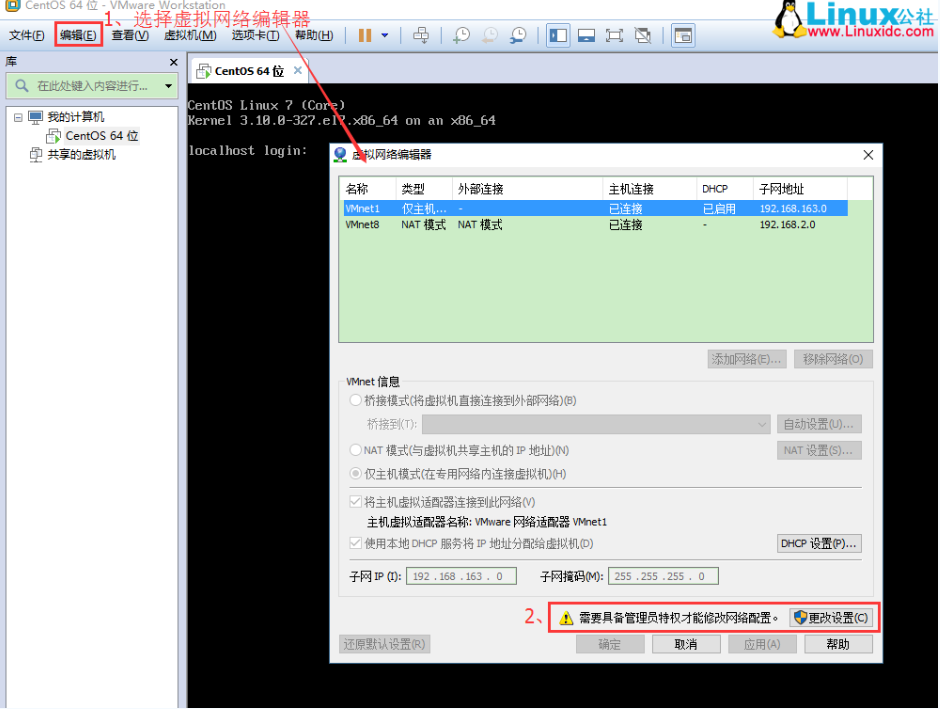 CentOS 64 位 - VMware Workstation
1、选择虚拟网络编辑器
Linux公社
www.Linuxidc.com
文件(F) 编辑(E) 查看(V) 虚拟机(M) 选项卡(T) 帮助(H)
库
CentOS 64 位
在此处键入内容进行...
我的计算机
CentOS 64 位
共享的虚拟机
CentOS Linux 7 (Core)
Kernel 3.10.0-327.el7.x86_64 on an x86_64
localhost login:
虚拟网络编辑器
名称 类型 外部连接 主机连接 DHCP 子网地址
VMnet1 仅主机... - 已连接 已启用 192.168.163.0
VMnet8 NAT 模式 NAT 模式 已连接 - 192.168.2.0
添加网络(E)... 移除网络(O)
VMnet 信息
桥接模式(将虚拟机直接连接到外部网络)(B)
桥接到(T): 自动设置(U)...
NAT 模式(与虚拟机共享主机的 IP 地址)(N) NAT 设置(S)...
仅主机模式(在专用网络内连接虚拟机)(H)
将主机虚拟适配器连接到此网络(V)
主机虚拟适配器名称: VMware 网络适配器 VMnet1
使用本地 DHCP 服务将 IP 地址分配给虚拟机(D) DHCP 设置(P)...
子网 IP (I): 192 . 168 . 163 . 0 子网掩码(M): 255 . 255 . 255 . 0
2、 需要具备管理员特权才能修改网络配置。 更改设置(C)
还原默认设置(R) 确定 取消 应用(A) 帮助